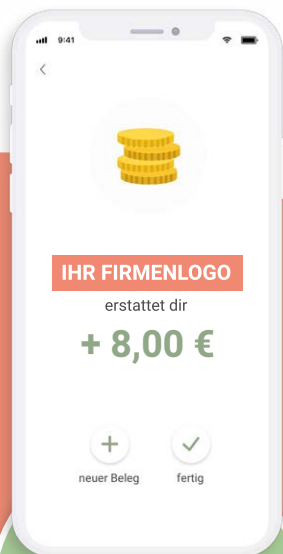 9:41
IHR FIRMENLOGO
erstattet dir
+ 8,00 €
neuer Beleg fertig